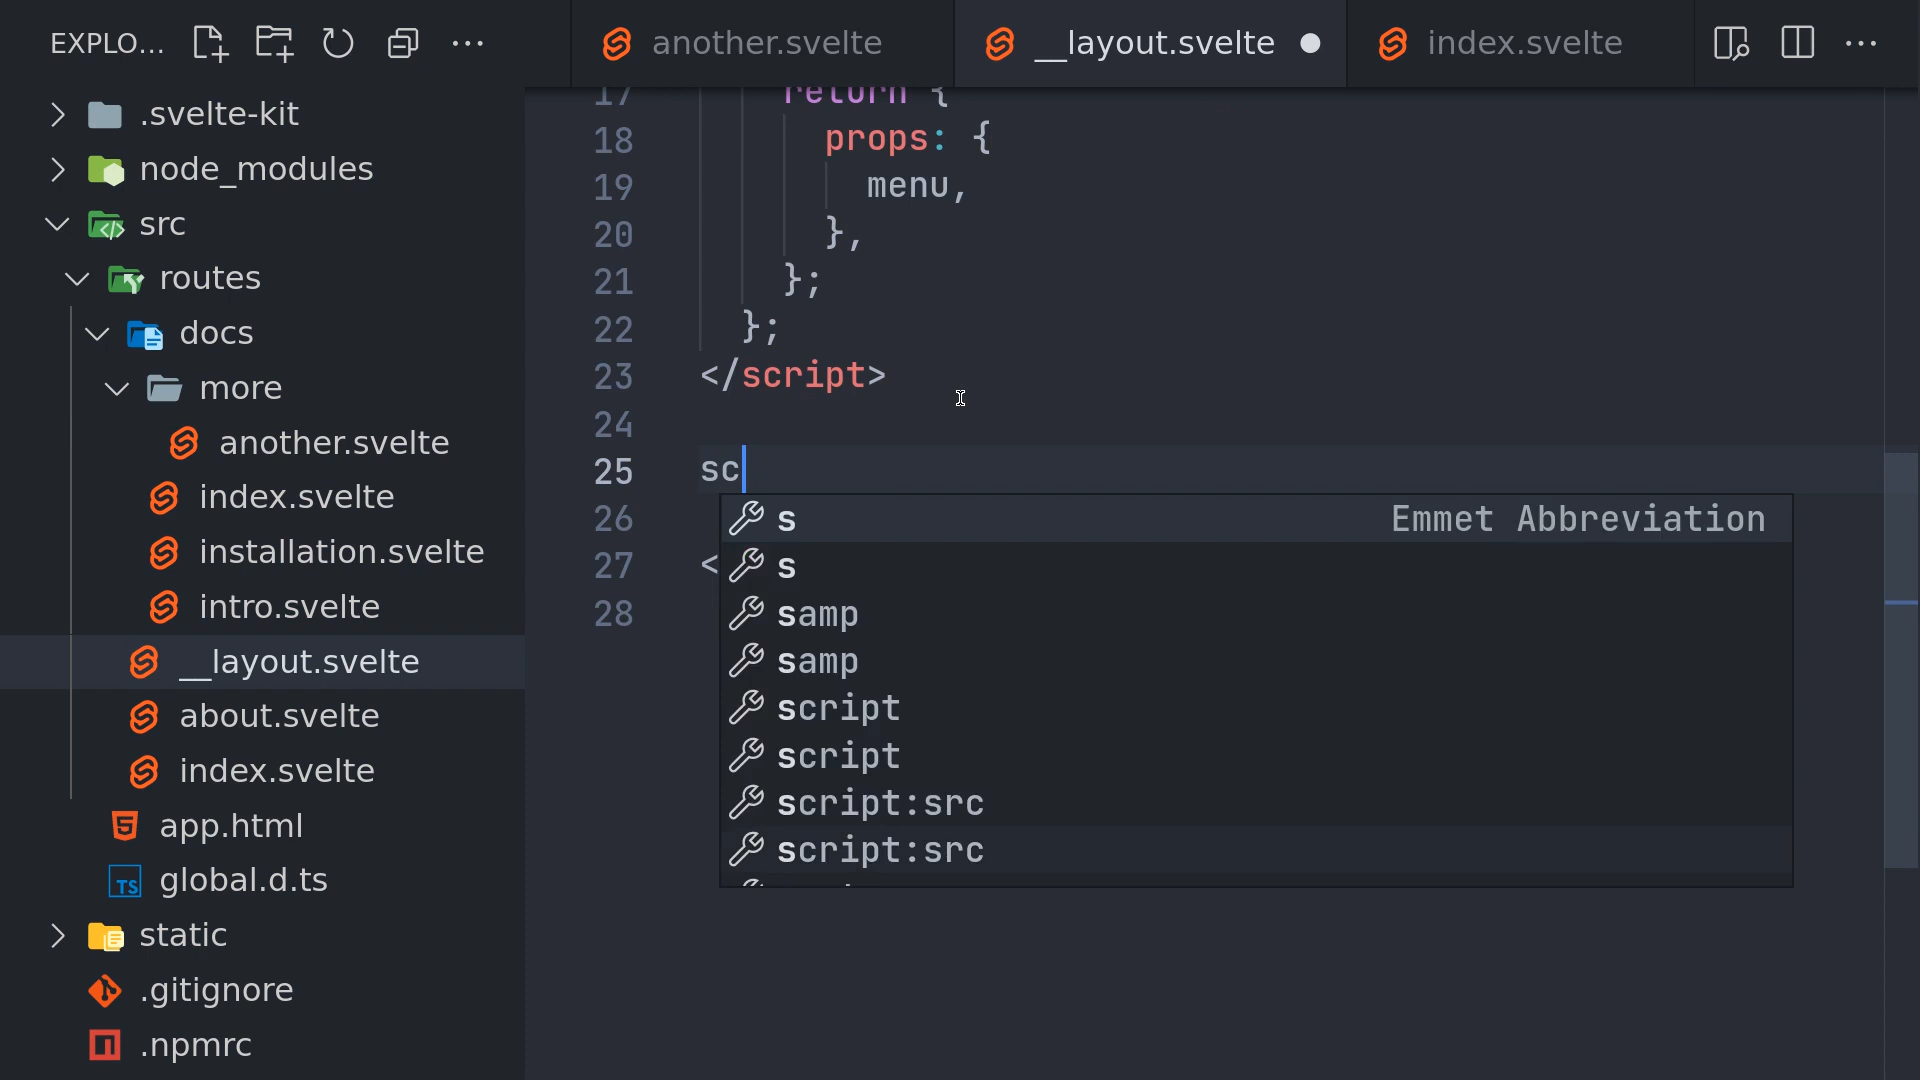 EXPLO...
.svelte-kit
node_modules
src
routes
docs
more
another.svelte
index.svelte
installation.svelte
intro.svelte
__layout.svelte
about.svelte
index.svelte
app.html
TS global.d.ts
static
.gitignore
.npmrc
another.svelte
__layout.svelte
index.svelte
17 return {
18 props: {
19 menu,
20 },
21 };
22 };
23 </script>
24
25 sc
26
27 <
28
s Emmet Abbreviation
s
samp
samp
script
script
script:src
script:src